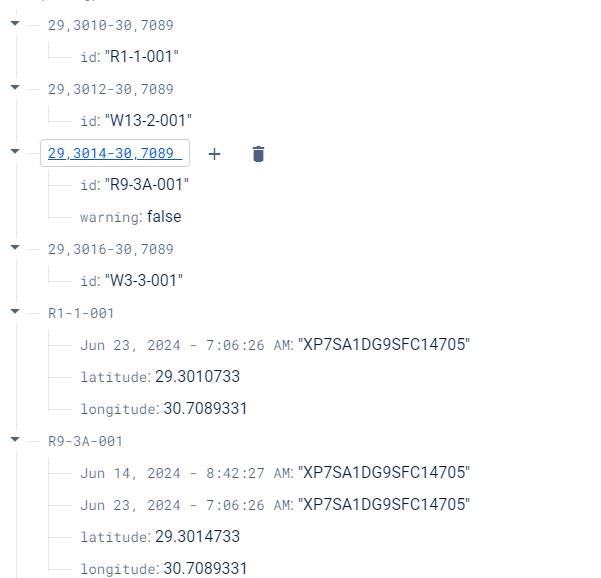 29,3010-30,7089
id: "R1-1-001"
29,3012-30,7089
id: "W13-2-001"
29,3014-30,7089
id: "R9-3A-001"
warning: false
29,3016-30,7089
id: "W3-3-001"
R1-1-001
Jun 23, 2024 - 7:06:26 AM: "XP7SA1DG9SFC14705"
latitude: 29.3010733
longitude: 30.7089331
R9-3A-001
Jun 14, 2024 - 8:42:27 AM: "XP7SA1DG9SFC14705"
Jun 23, 2024 - 7:06:26 AM: "XP7SA1DG9SFC14705"
latitude: 29.3014733
longitude: 30.7089331